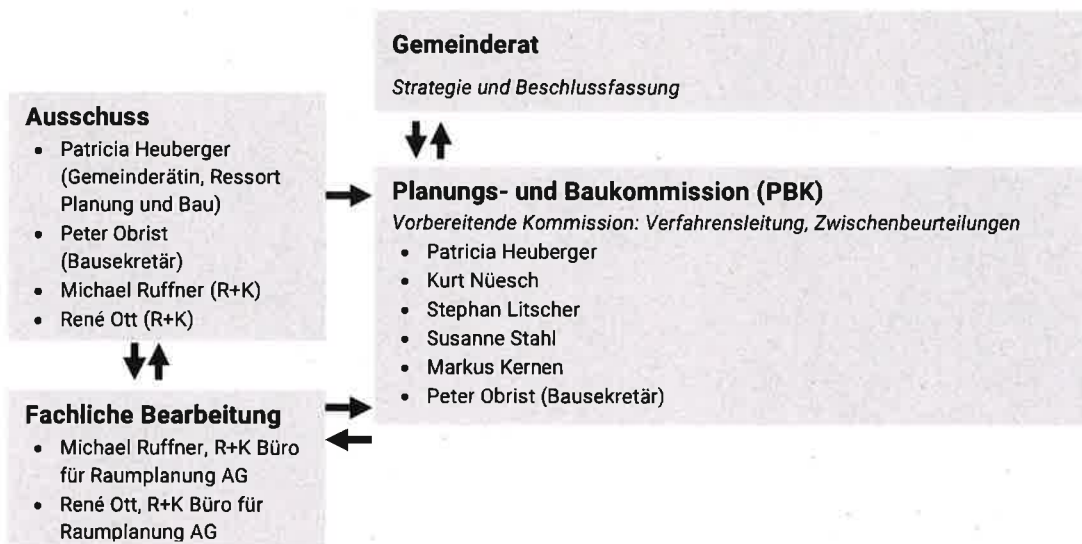 Gemeinderat
Strategie und Beschlussfassung
Ausschuss
• Patricia Heuberger
(Gemeinderätin, Ressort
Planung und Bau)
• Peter Obrist
(Bausekretär)
• Michael Ruffner (R+K)
• René Ott (R+K)
Planungs- und Baukommission (PBK)
Vorbereitende Kommission: Verfahrensleitung, Zwischenbeurteilungen
• Patricia Heuberger
• Kurt Nüesch
• Stephan Litscher
• Susanne Stahl
• Markus Kernen
• Peter Obrist (Bausekretär)
Fachliche Bearbeitung
• Michael Ruffner, R+K Büro
für Raumplanung AG
• René Ott, R+K Büro für
Raumplanung AG